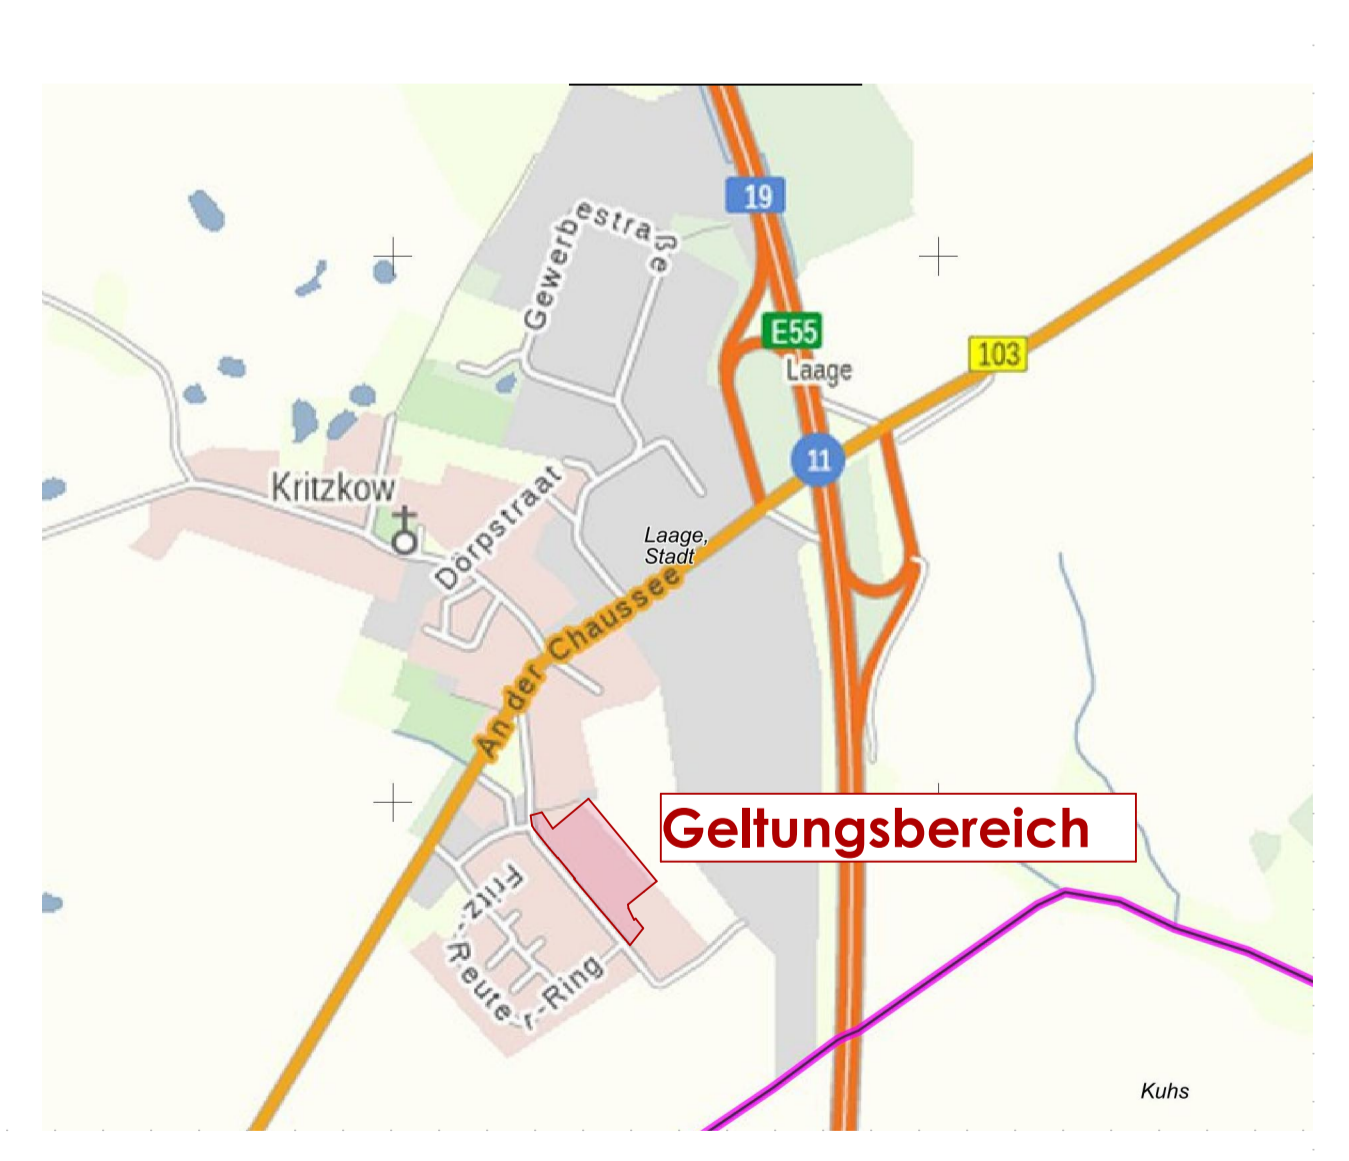 19
Gewerbestraße
E55
Laage
103
11
Kritzkow
Dörpstraat
Laage,
Stadt
An der Chaussee
Geltungsbereich
Fritz-Reuter-Ring
Kuhs